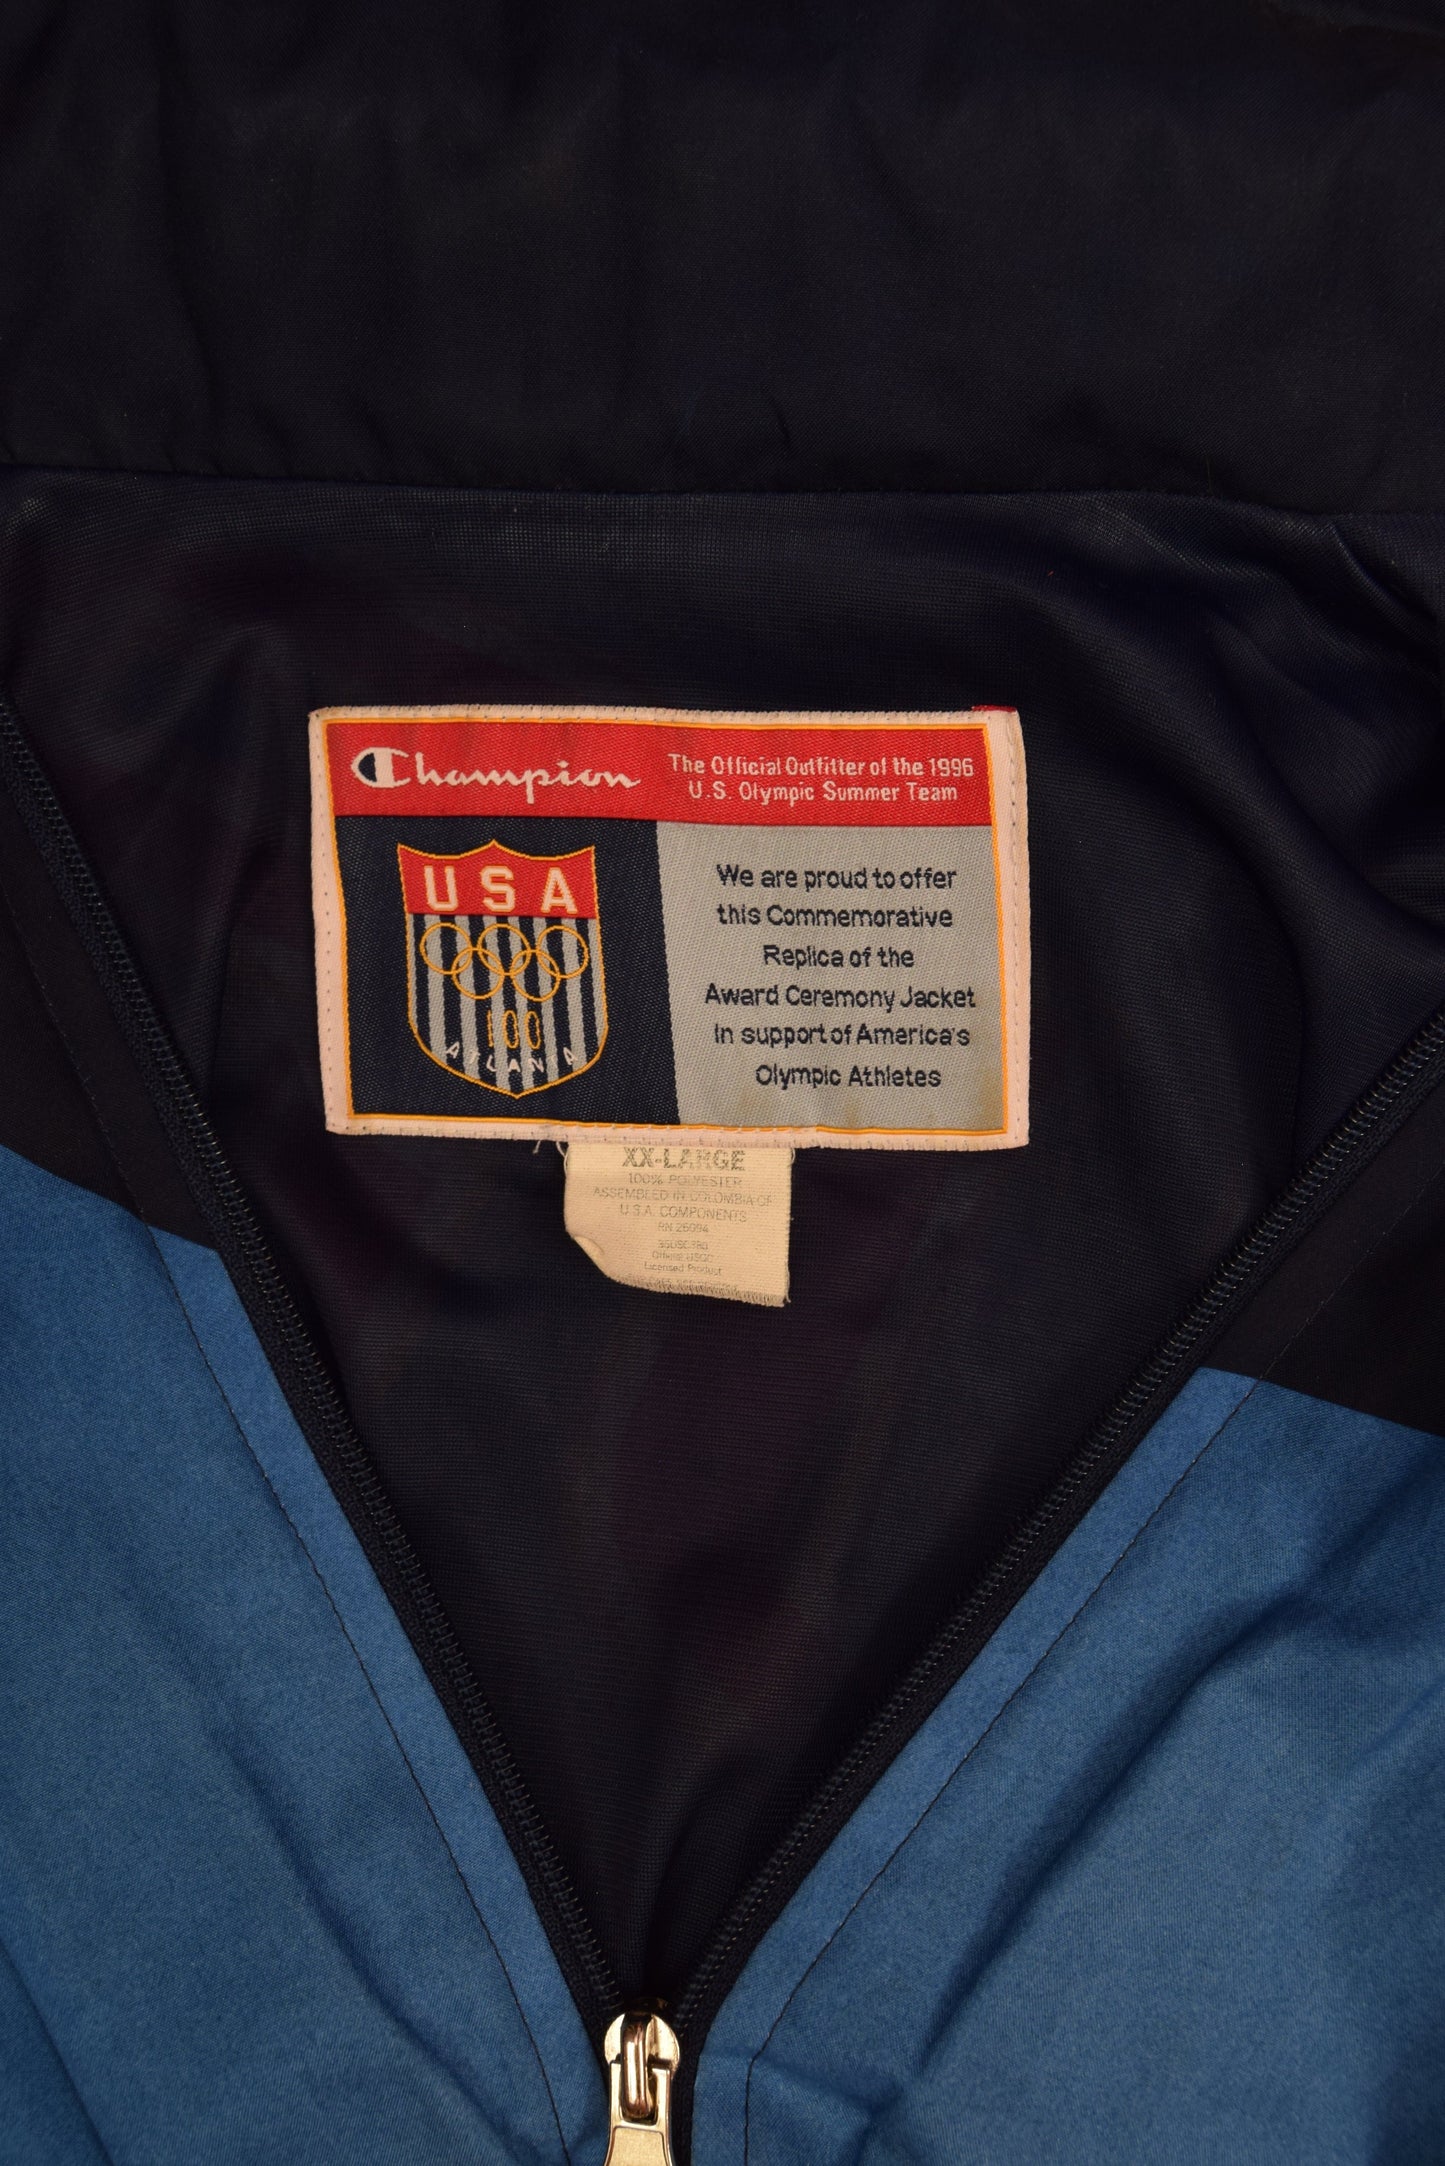 Champion
The Official Outfitter of the 1996
U.S. Olympic Summer Team
USA
100
ATLANTA
We are proud to offer
this Commemorative
Replica of the
Award Ceremony Jacket
In support of America's
Olympic Athletes
XX-LARGE
100% POLYESTER
ASSEMBLED IN COLOMBIA OF
U.S.A. COMPONENTS
RN 26094
Official USOC
Licensed Product